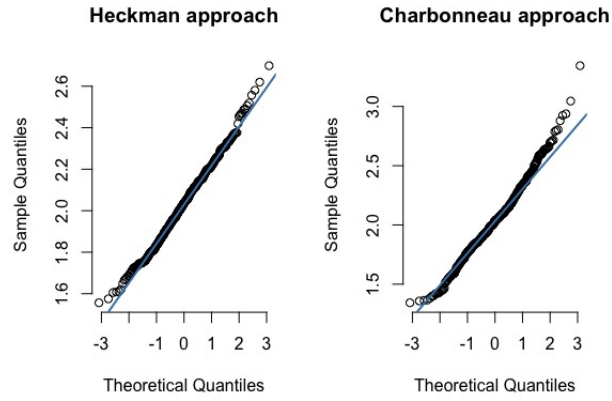 Heckman approach
Sample Quantiles
1.6 1.8 2.0 2.2 2.4 2.6
-3 -1 0 1 2 3
Theoretical Quantiles
Charbonneau approach
Sample Quantiles
1.5 2.0 2.5 3.0
-3 -1 0 1 2 3
Theoretical Quantiles